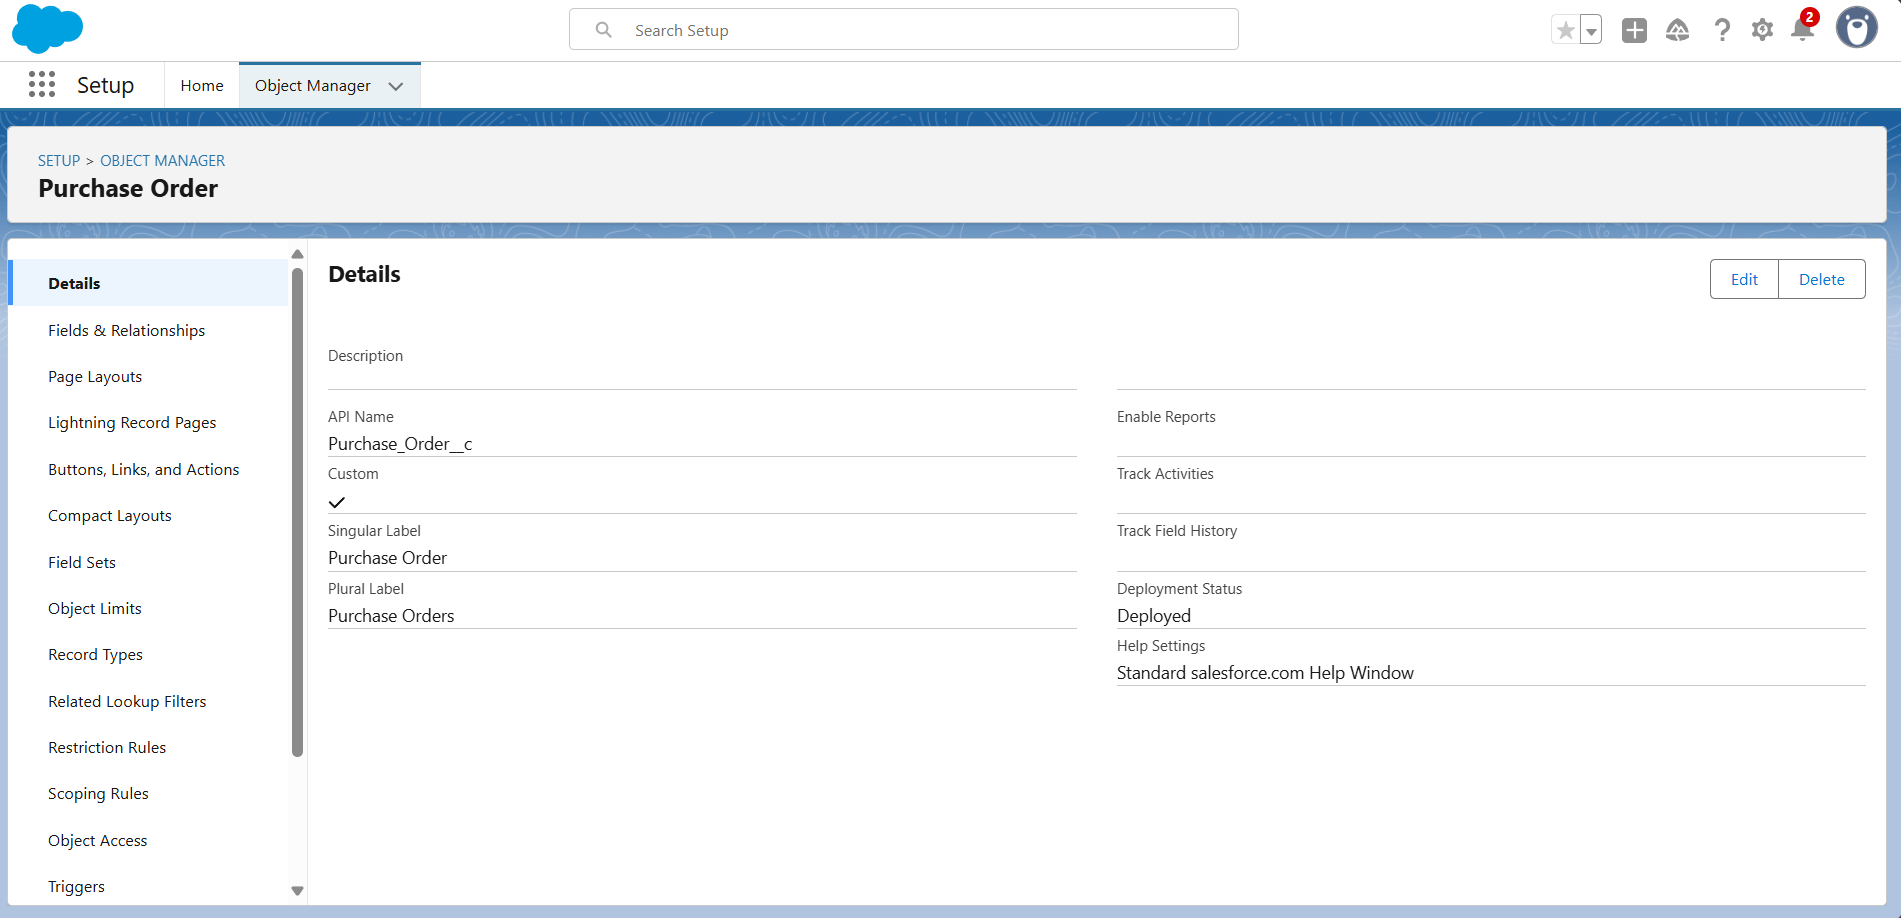 Search Setup
2
Setup
Home
Object Manager
SETUP > OBJECT MANAGER
Purchase Order
Details
Fields & Relationships
Page Layouts
Lightning Record Pages
Buttons, Links, and Actions
Compact Layouts
Field Sets
Object Limits
Record Types
Related Lookup Filters
Restriction Rules
Scoping Rules
Object Access
Triggers
Details
Edit
Delete
Description
API Name
Purchase_Order__c
Custom
Singular Label
Purchase Order
Plural Label
Purchase Orders
Enable Reports
Track Activities
Track Field History
Deployment Status
Deployed
Help Settings
Standard salesforce.com Help Window